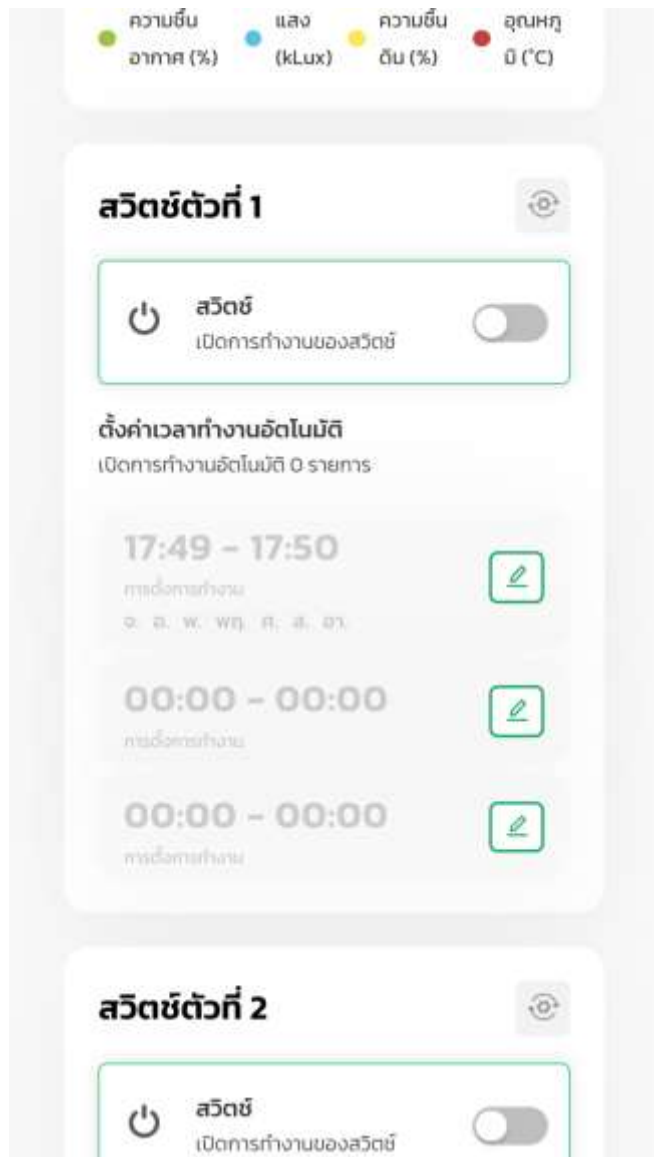 ความชื้น แสง ความชื้น อุณหภู
อากาศ (%) (kLux) ดิน (%) มิ (°C)
สวิตช์ตัวที่ 1
สวิตช์
เปิดการทำงานของสวิตช์
ตั้งค่าเวลาทำงานอัตโนมัติ
เปิดการทำงานอัตโนมัติ 0 รายการ
17:49 – 17:50
การตั้งการทำงาน
จ. อ. พ. พฤ. ศ. ส. อา.
00:00 – 00:00
การตั้งการทำงาน
00:00 – 00:00
การตั้งการทำงาน
สวิตช์ตัวที่ 2
สวิตช์
เปิดการทำงานของสวิตช์